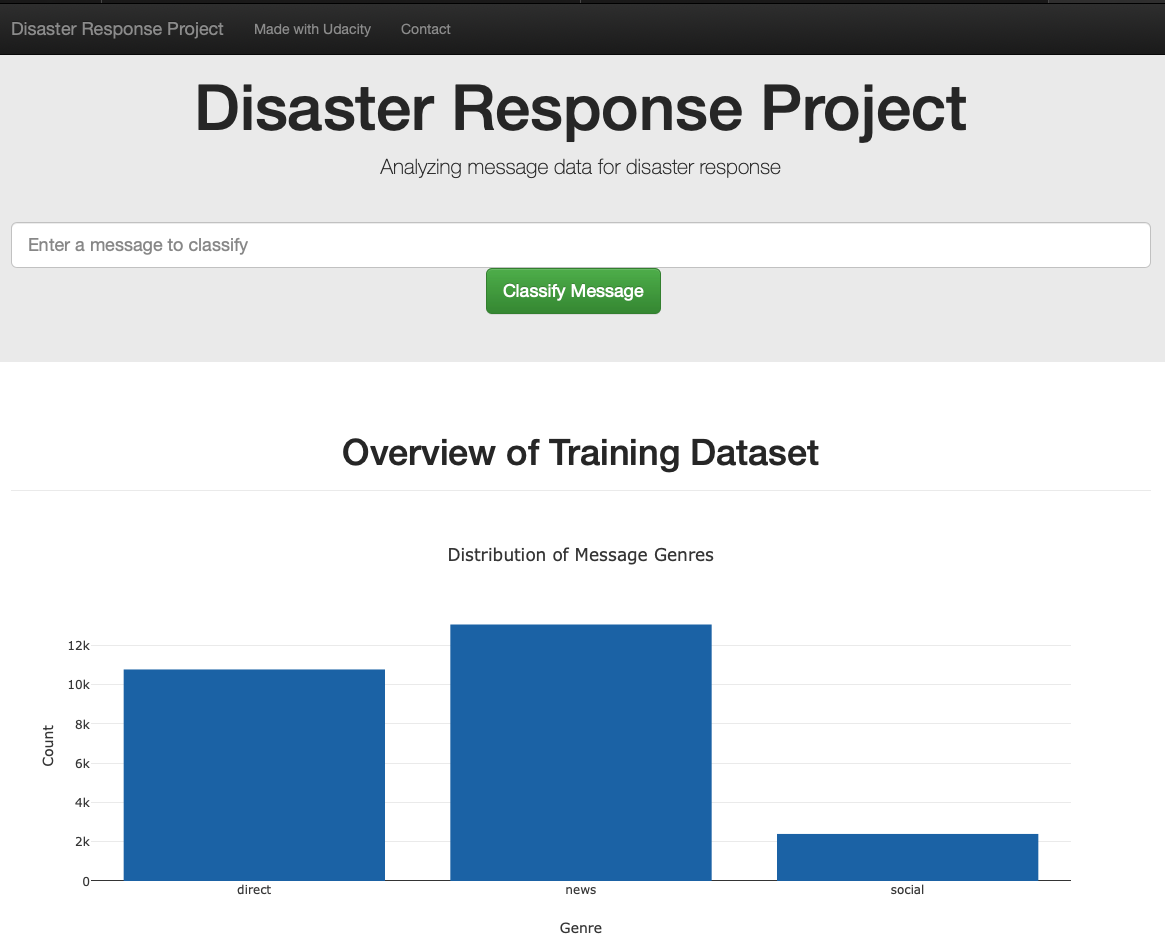 Disaster Response Project Made with Udacity Contact
Disaster Response Project
Analyzing message data for disaster response
Enter a message to classify
Classify Message
Overview of Training Dataset
Distribution of Message Genres
12k
10k
8k
6k
4k
2k
0
Count
direct news social
Genre